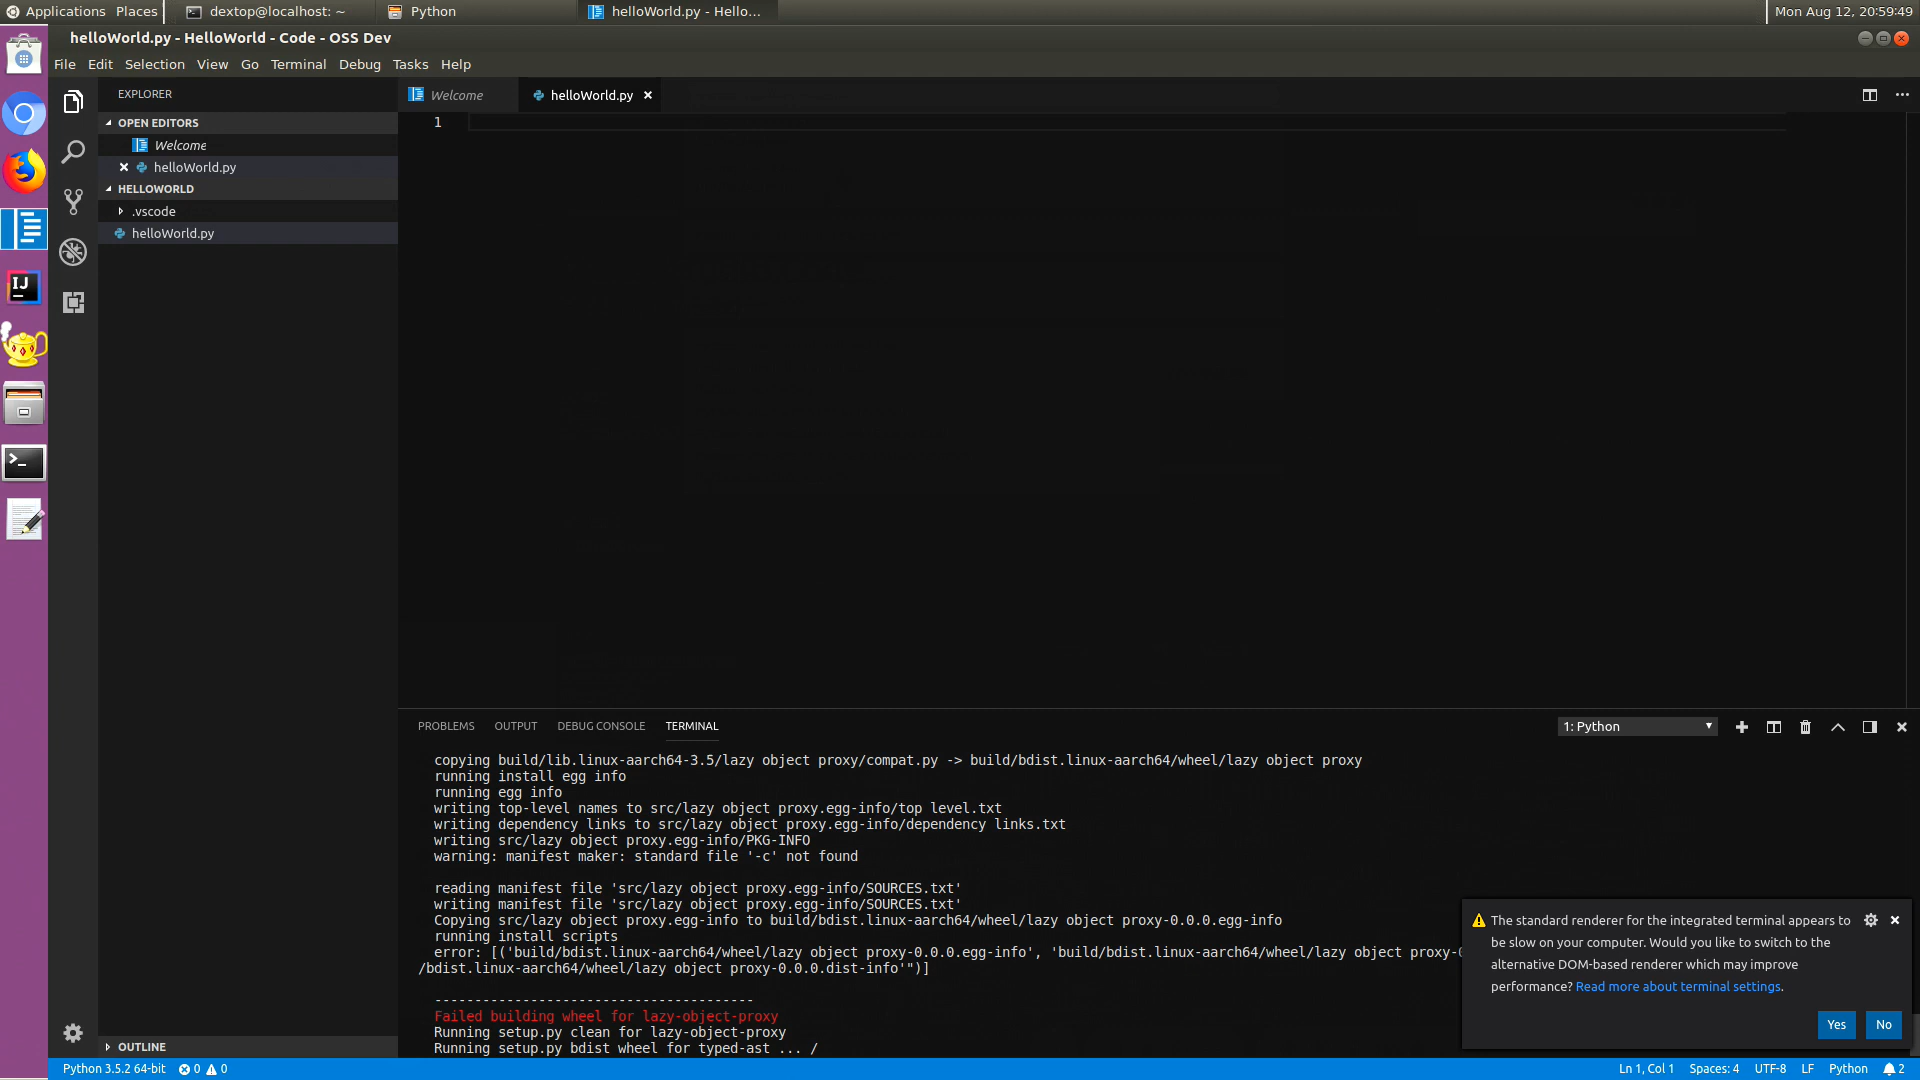 Applications Places dextop@localhost: ~ Python helloWorld.py - Hello... Mon Aug 12, 20:59:49
helloWorld.py - HelloWorld - Code - OSS Dev
File Edit Selection View Go Terminal Debug Tasks Help
EXPLORER
OPEN EDITORS
Welcome
helloWorld.py
HELLOWORLD
.vscode
helloWorld.py
OUTLINE
Welcome helloWorld.py
1
PROBLEMS OUTPUT DEBUG CONSOLE TERMINAL 1: Python
copying build/lib.linux-aarch64-3.5/lazy object proxy/compat.py -> build/bdist.linux-aarch64/wheel/lazy object proxy
running install egg info
running egg info
writing top-level names to src/lazy object proxy.egg-info/top level.txt
writing dependency links to src/lazy object proxy.egg-info/dependency links.txt
writing src/lazy object proxy.egg-info/PKG-INFO
warning: manifest maker: standard file '-c' not found
reading manifest file 'src/lazy object proxy.egg-info/SOURCES.txt'
writing manifest file 'src/lazy object proxy.egg-info/SOURCES.txt'
Copying src/lazy object proxy.egg-info to build/bdist.linux-aarch64/wheel/lazy object proxy-0.0.0.egg-info
running install scripts
error: [('build/bdist.linux-aarch64/wheel/lazy object proxy-0.0.0.egg-info', 'build/bdist.linux-aarch64/wheel/lazy object proxy-
/bdist.linux-aarch64/wheel/lazy object proxy-0.0.0.dist-info'")]
----------------------------------------
Failed building wheel for lazy-object-proxy
Running setup.py clean for lazy-object-proxy
Running setup.py bdist wheel for typed-ast ... /
The standard renderer for the integrated terminal appears to
be slow on your computer. Would you like to switch to the
alternative DOM-based renderer which may improve
performance? Read more about terminal settings.
Yes No
Python 3.5.2 64-bit 0 0 Ln 1, Col 1 Spaces: 4 UTF-8 LF Python 2
IJ